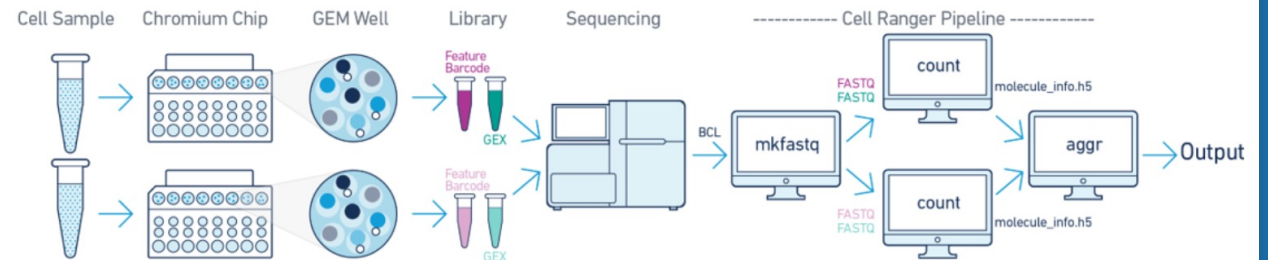 Cell Sample
Chromium Chip
GEM Well
Library
Sequencing
------------ Cell Ranger Pipeline ------------
Feature
Barcode
GEX
Feature
Barcode
GEX
BCL
mkfastq
FASTQ
FASTQ
count
molecule_info.h5
FASTQ
FASTQ
count
molecule_info.h5
aggr
Output